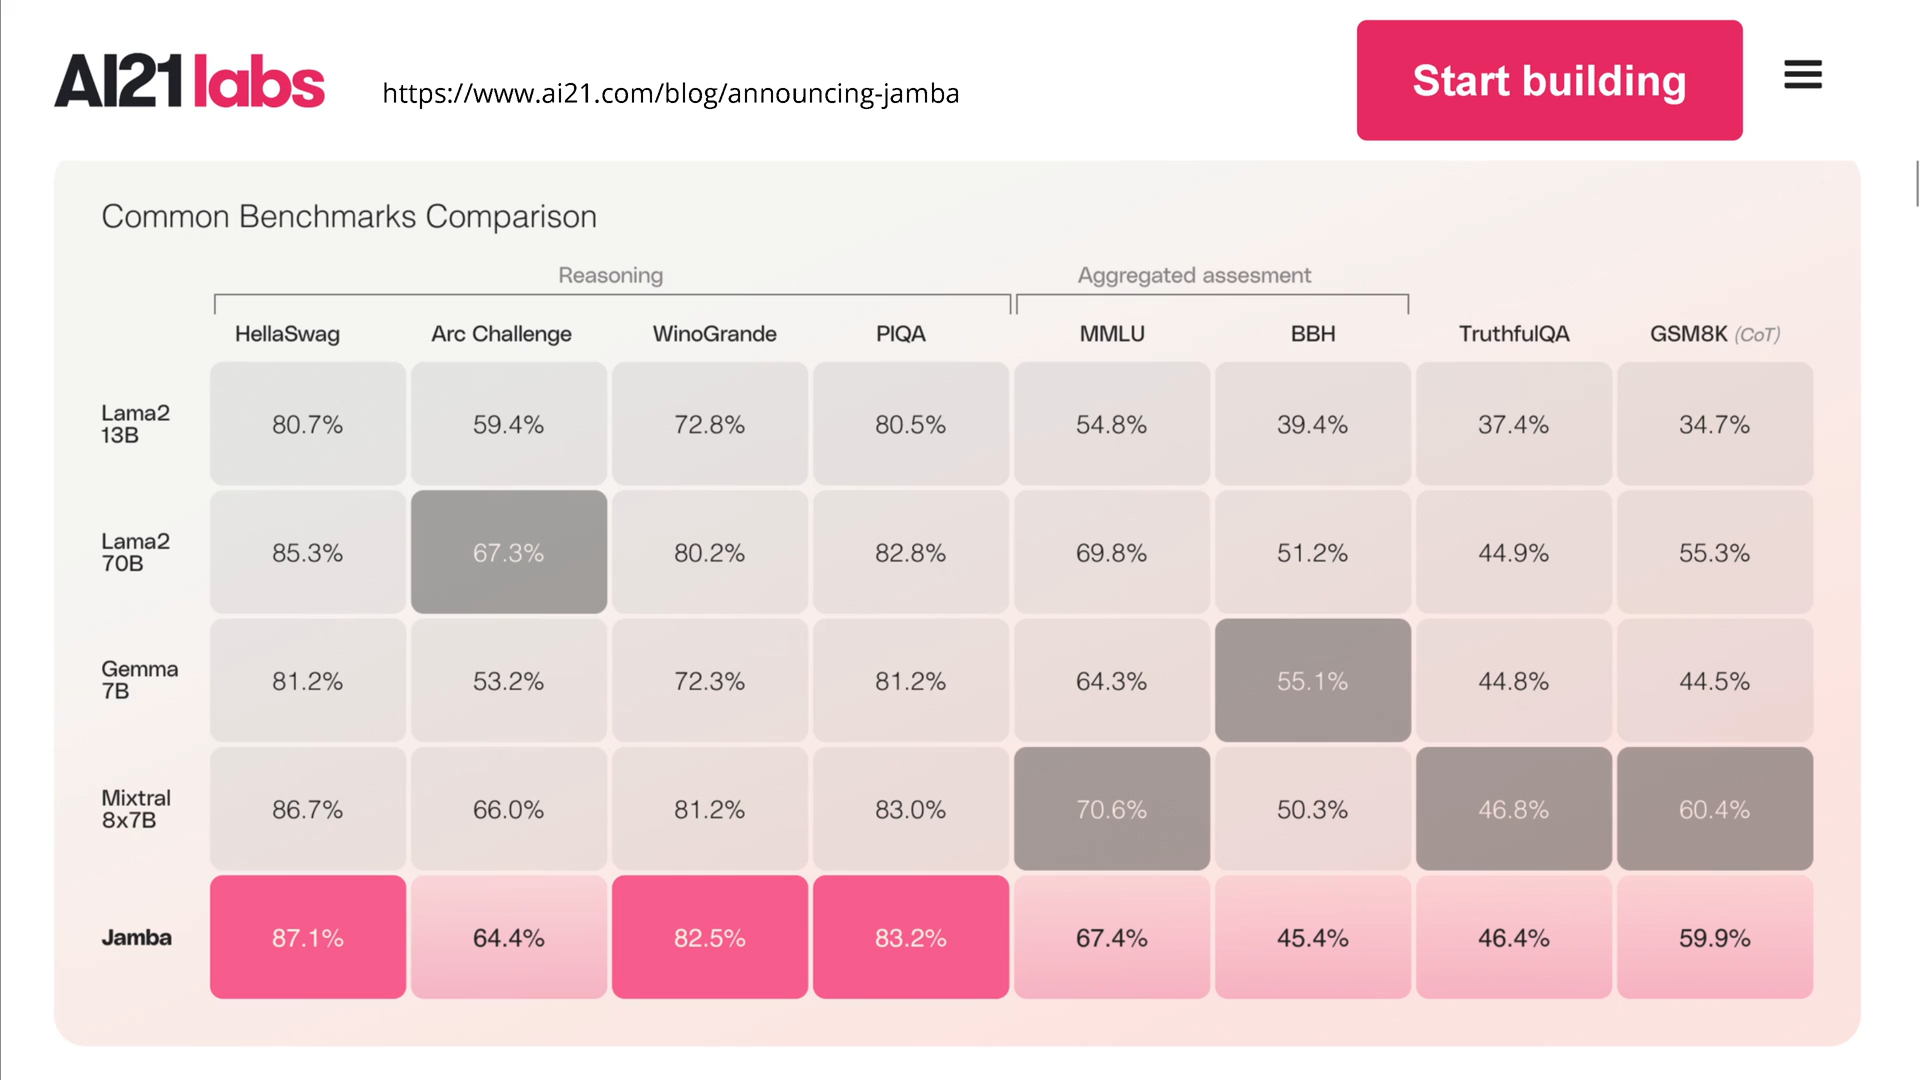 AI21labs
https://www.ai21.com/blog/announcing-jamba
Start building
Common Benchmarks Comparison
Reasoning Aggregated assesment
HellaSwag Arc Challenge WinoGrande PIQA MMLU BBH TruthfulQA GSM8K (CoT)
Lama2
13B
80.7% 59.4% 72.8% 80.5% 54.8% 39.4% 37.4% 34.7%
Lama2
70B
85.3% 67.3% 80.2% 82.8% 69.8% 51.2% 44.9% 55.3%
Gemma
7B
81.2% 53.2% 72.3% 81.2% 64.3% 55.1% 44.8% 44.5%
Mixtral
8x7B
86.7% 66.0% 81.2% 83.0% 70.6% 50.3% 46.8% 60.4%
Jamba 87.1% 64.4% 82.5% 83.2% 67.4% 45.4% 46.4% 59.9%